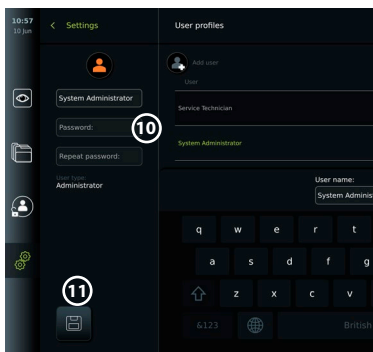 10:57
10 Jun
Settings
User profiles
Add user
User
System Administrator
Service Technician
Password:
10
System Administrator
Repeat password:
User type:
Administrator
User name:
System Adminis
q w e r t
a s d f g
11
z x c v
&123
British